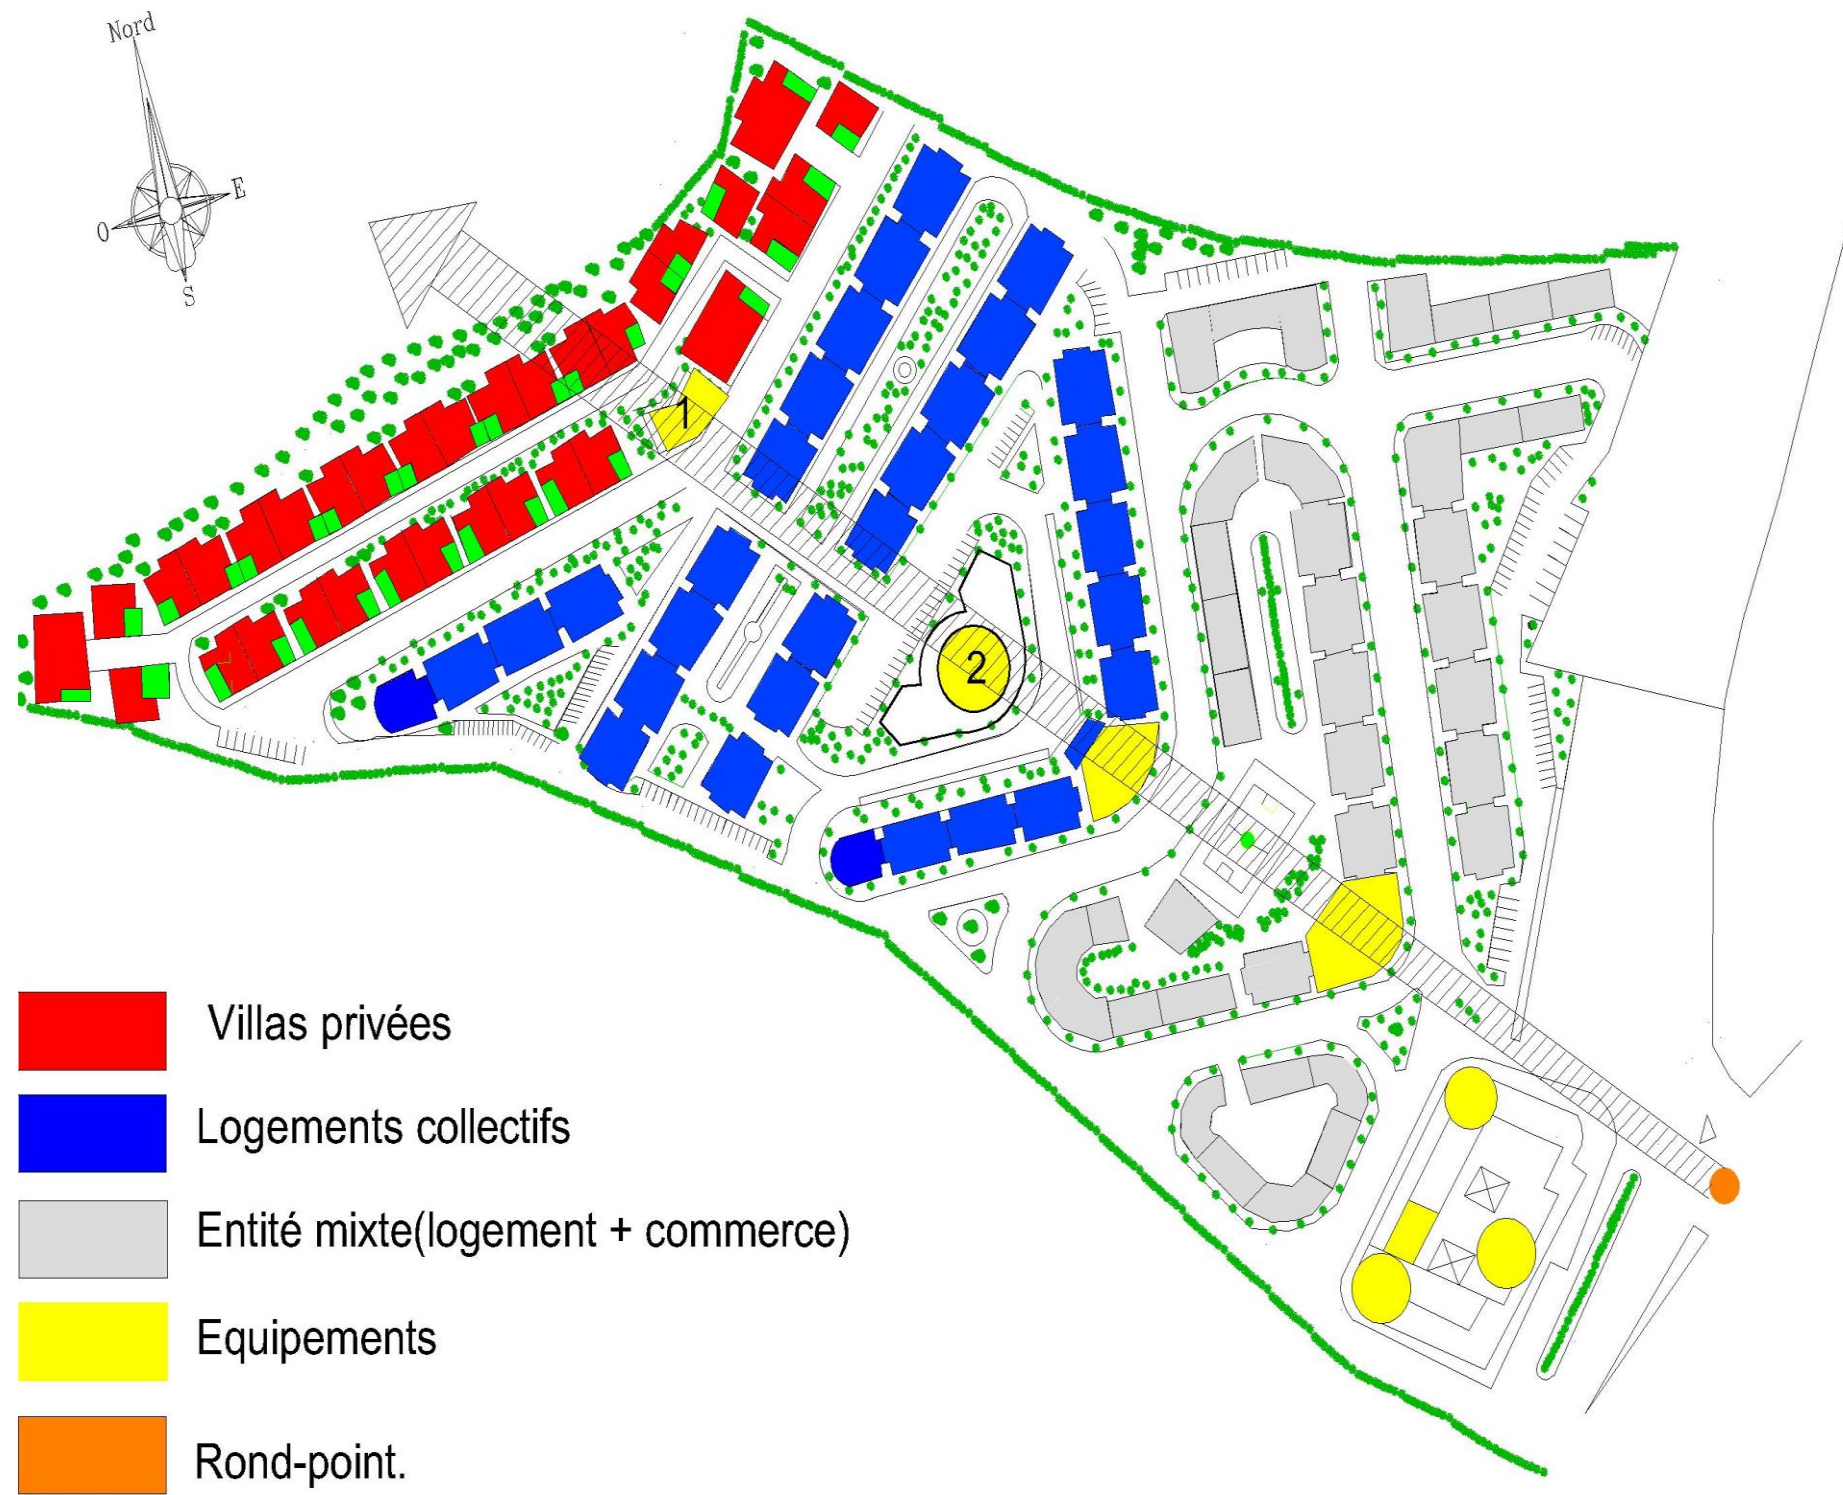 Nord
E
O
S
1
2
Villas privées
Logements collectifs
Entité mixte(logement + commerce)
Equipements
Rond-point.